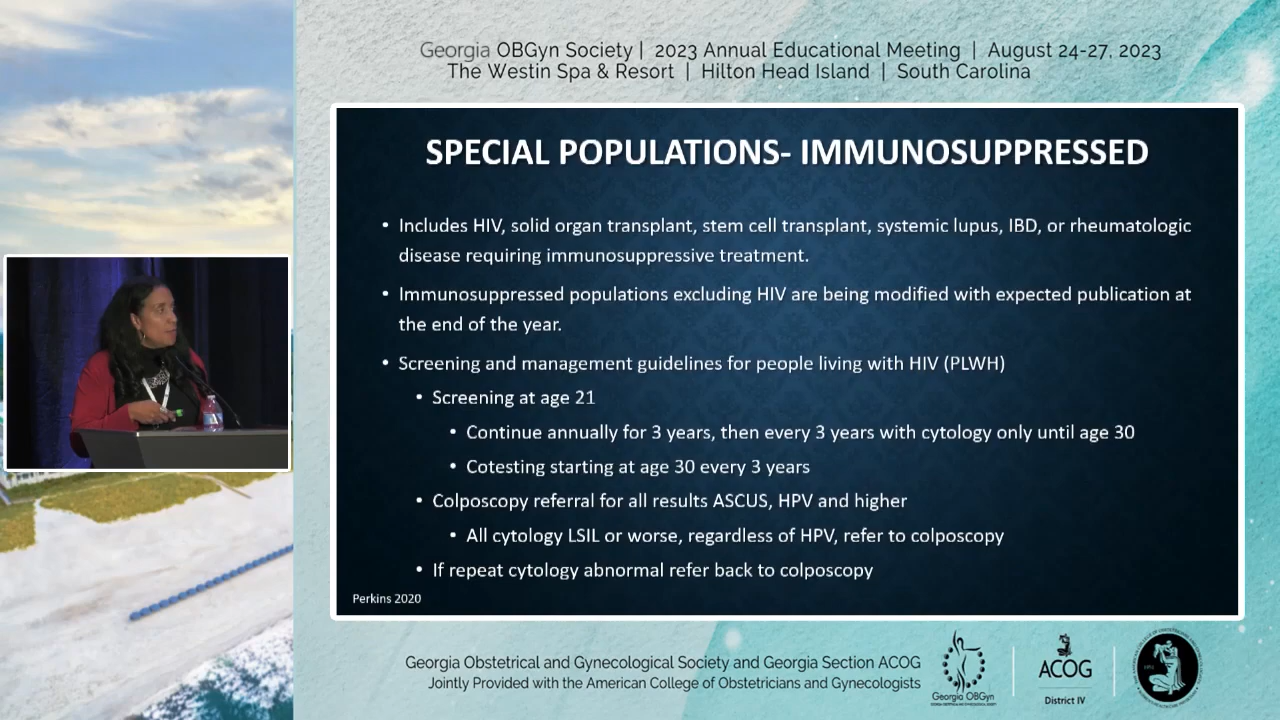 Georgia OBGyn Society | 2023 Annual Educational Meeting | August 24-27, 2023
The Westin Spa & Resort | Hilton Head Island | South Carolina
SPECIAL POPULATIONS- IMMUNOSUPPRESSED
• Includes HIV, solid organ transplant, stem cell transplant, systemic lupus, IBD, or rheumatologic
disease requiring immunosuppressive treatment.
• Immunosuppressed populations excluding HIV are being modified with expected publication at
the end of the year.
• Screening and management guidelines for people living with HIV (PLWH)
• Screening at age 21
• Continue annually for 3 years, then every 3 years with cytology only until age 30
• Cotesting starting at age 30 every 3 years
• Colposcopy referral for all results ASCUS, HPV and higher
• All cytology LSIL or worse, regardless of HPV, refer to colposcopy
• If repeat cytology abnormal refer back to colposcopy
Perkins 2020
Georgia Obstetrical and Gynecological Society and Georgia Section ACOG
Jointly Provided with the American College of Obstetricians and Gynecologists
Georgia OBGyn
ACOG
District IV